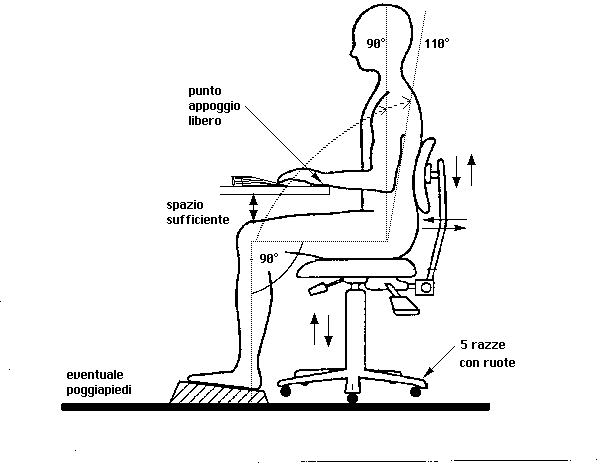 90°
110°
punto
appoggio
libero
spazio
sufficiente
90°
5 razze
con ruote
eventuale
poggiapiedi